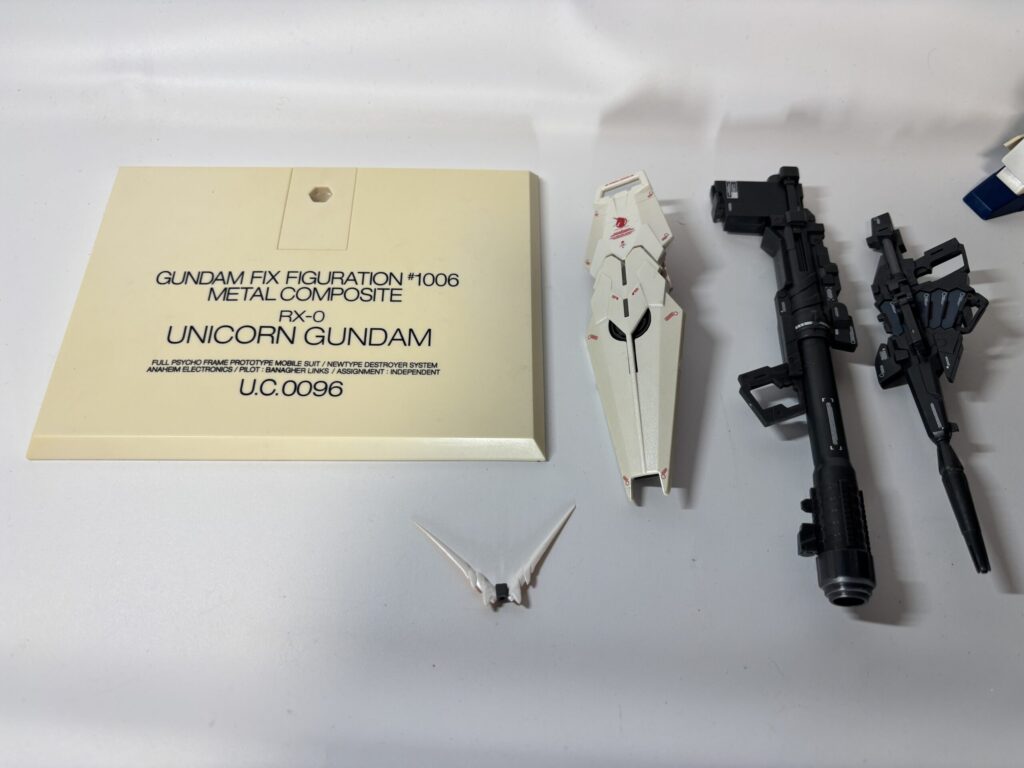 GUNDAM FIX FIGURATION #1006
METAL COMPOSITE
RX-0
UNICORN GUNDAM
FULL PSYCHO FRAME PROTOTYPE MOBILE SUIT / NEWTYPE DESTROYER SYSTEM
ANAHEIM ELECTRONICS / PILOT : BANAGHER LINKS / ASSIGNMENT : INDEPENDENT
U.C.0096